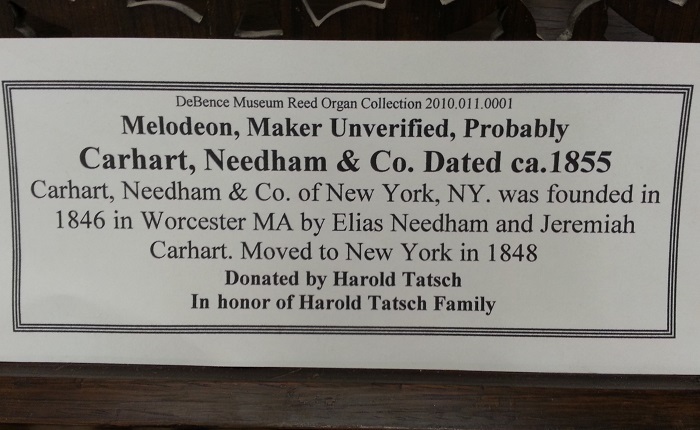 DeBence Museum Reed Organ Collection 2010.011.0001
Melodeon, Maker Unverified, Probably
Carhart, Needham & Co. Dated ca.1855
Carhart, Needham & Co. of New York, NY. was founded in
1846 in Worcester MA by Elias Needham and Jeremiah
Carhart. Moved to New York in 1848
Donated by Harold Tatsch
In honor of Harold Tatsch Family